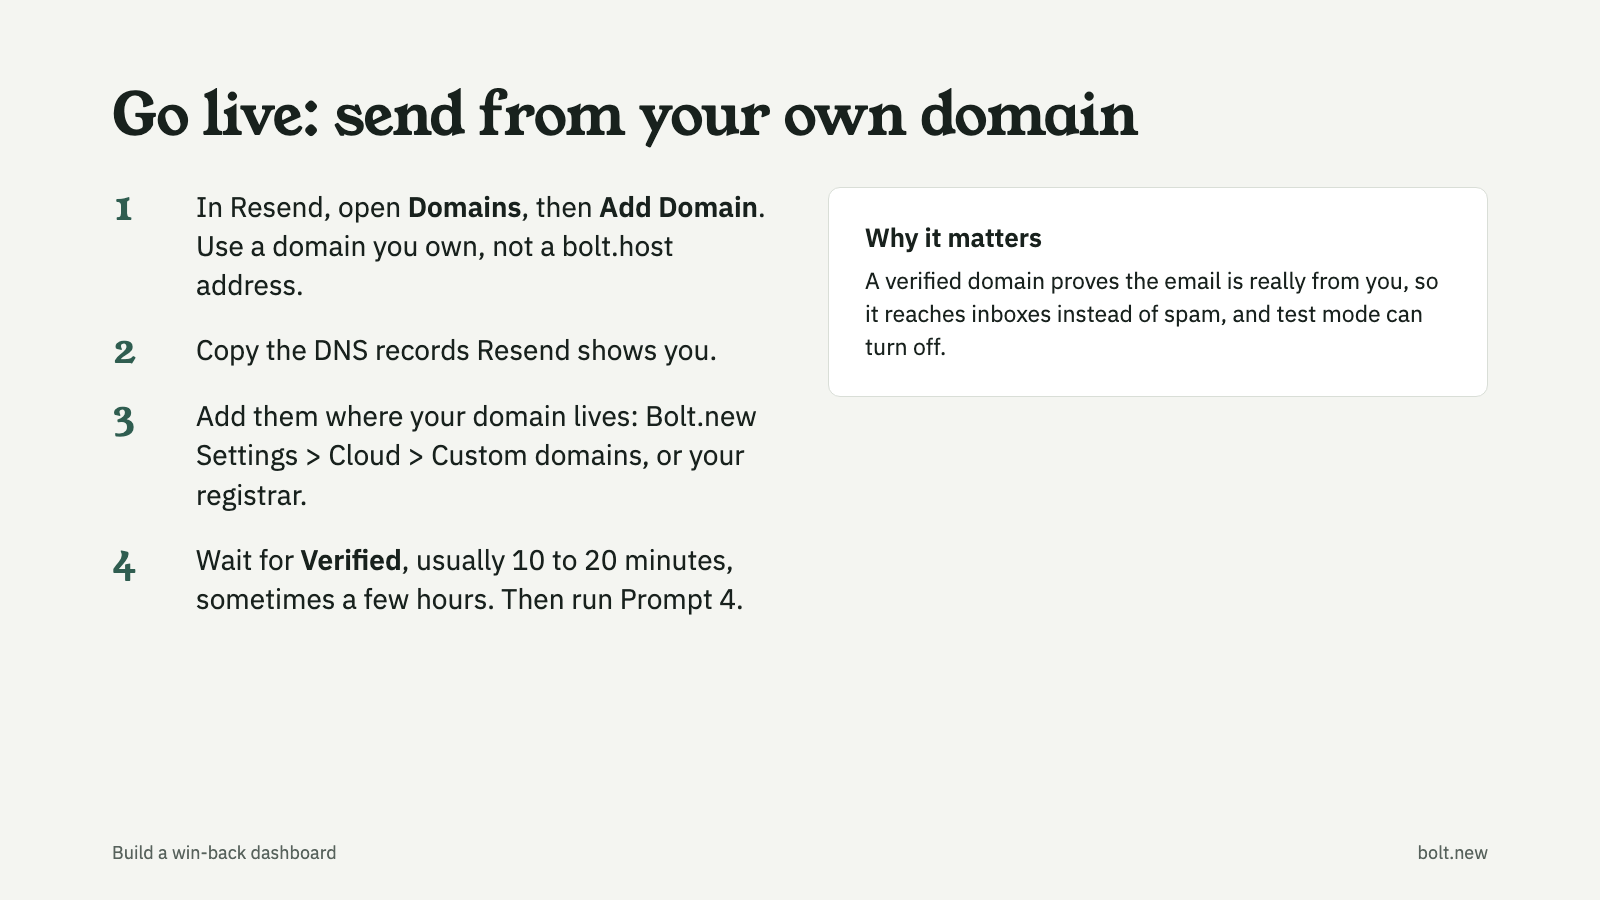 Go live: send from your own domain
1 In Resend, open Domains, then Add Domain.
Use a domain you own, not a bolt.host
address.
2 Copy the DNS records Resend shows you.
3 Add them where your domain lives: Bolt.new
Settings > Cloud > Custom domains, or your
registrar.
4 Wait for Verified, usually 10 to 20 minutes,
sometimes a few hours. Then run Prompt 4.
Why it matters
A verified domain proves the email is really from you, so
it reaches inboxes instead of spam, and test mode can
turn off.
Build a win-back dashboard
bolt.new